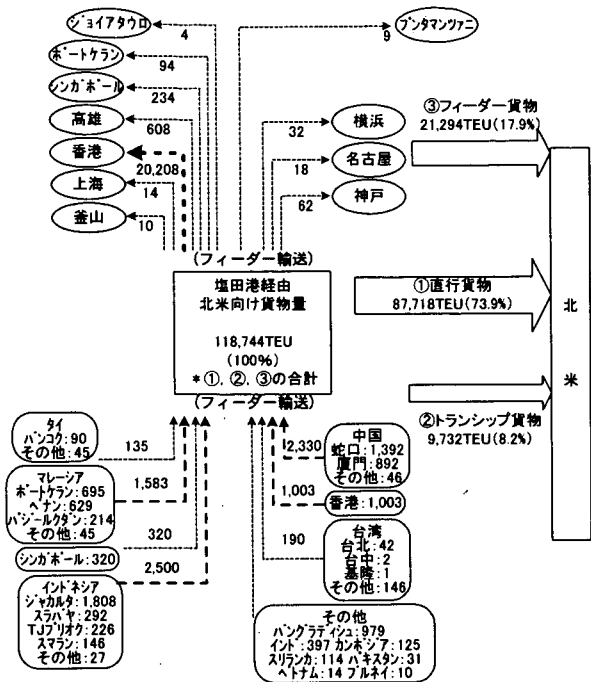 ジョイアタウロ
4
プンタマンツァニ
9
ポートケラン
94
シンガポール
234
高雄
608
香港
20,208
上海
14
釜山
10
32
横浜
18
名古屋
62
神戸
③フィーダー貨物
21,294TEU(17.9%)
(フィーダー輸送)
塩田港経由
北米向け貨物量
118,744TEU
(100%)
*①,②,③の合計
(フィーダー輸送)
①直行貨物
87,718TEU(73.9%)
②トランシップ貨物
9,732TEU(8.2%)
北
米
タイ
バンコク:90
その他:45
135
マレーシア
ポートケラン:695
ペナン:629
パジールクダン:214
その他:45
1,583
シンガポール:320
320
インドネシア
ジャカルタ:1,808
スラバヤ:292
TJプリオク:226
スマラン:146
その他:27
2,500
2,330
中国
蛇口:1,392
廈門:892
その他:46
1,003
香港:1,003
190
台湾
台北:42
台中:2
基隆:1
その他:146
その他
バングラディシュ:979
インド:397 カンボジア:125
スリランカ:114 パキスタン:31
ベトナム:14 ブルネイ:10